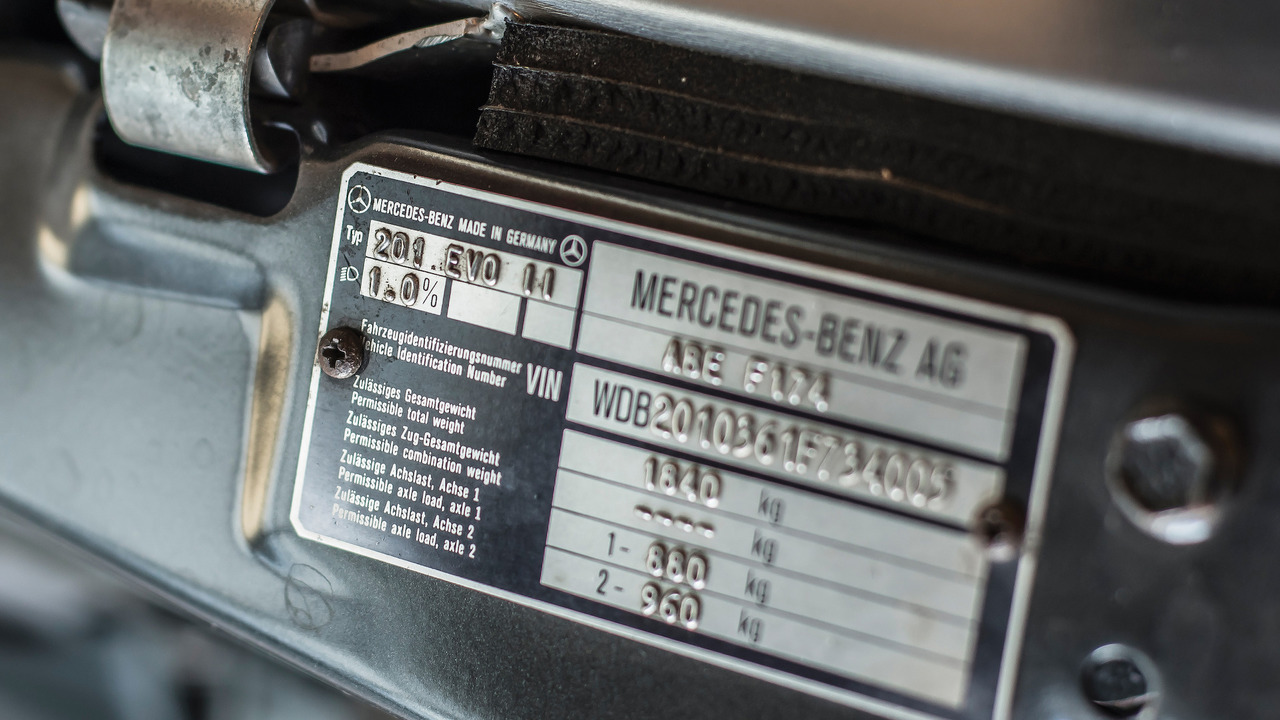 MERCEDES-BENZ MADE IN GERMANY
Typ 201.EVO II
1.0%
MERCEDES-BENZ AG
ABE F174
Fahrzeugidentifizierungsnummer
Vehicle Identification Number
VIN
WDB2010361F734005*
Zulässiges Gesamtgewicht
Permissible total weight
1840 kg
Zulässiges Zug-Gesamtgewicht
Permissible combination weight
---- kg
Zulässige Achslast, Achse 1
Permissible axle load, axle 1
1- 880 kg
Zulässige Achslast, Achse 2
Permissible axle load, axle 2
2- 960 kg